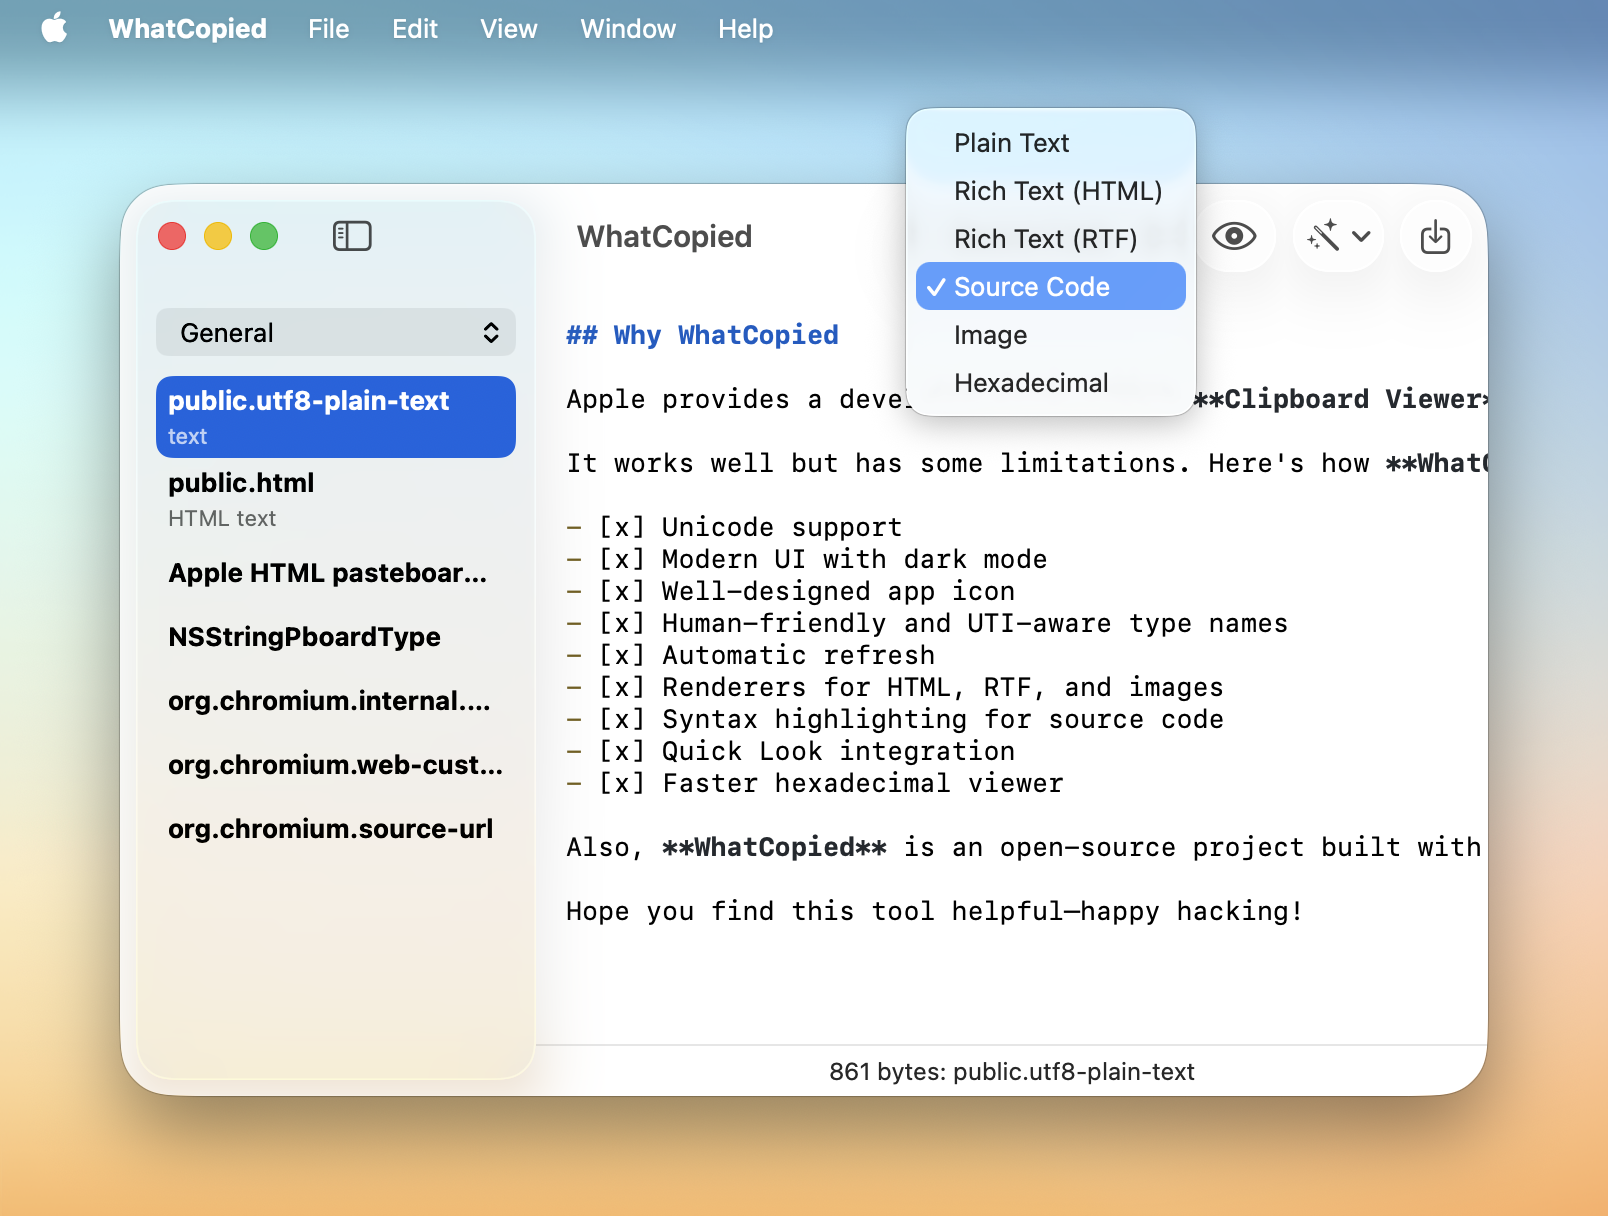 WhatCopied File Edit View Window Help
WhatCopied
General
public.utf8-plain-text
text
public.html
HTML text
Apple HTML pasteboar...
NSStringPboardType
org.chromium.internal....
org.chromium.web-cust...
org.chromium.source-url
Plain Text
Rich Text (HTML)
Rich Text (RTF)
✓ Source Code
Image
Hexadecimal
## Why WhatCopied
Apple provides a **Clipboard Viewer
It works well but has some limitations. Here's how
- [x] Unicode support
- [x] Modern UI with dark mode
- [x] Well-designed app icon
- [x] Human-friendly and UTI-aware type names
- [x] Automatic refresh
- [x] Renderers for HTML, RTF, and images
- [x] Syntax highlighting for source code
- [x] Quick Look integration
- [x] Faster hexadecimal viewer
Also, **WhatCopied** is an open-source project built with
Hope you find this tool helpful—happy hacking!
861 bytes: public.utf8-plain-text